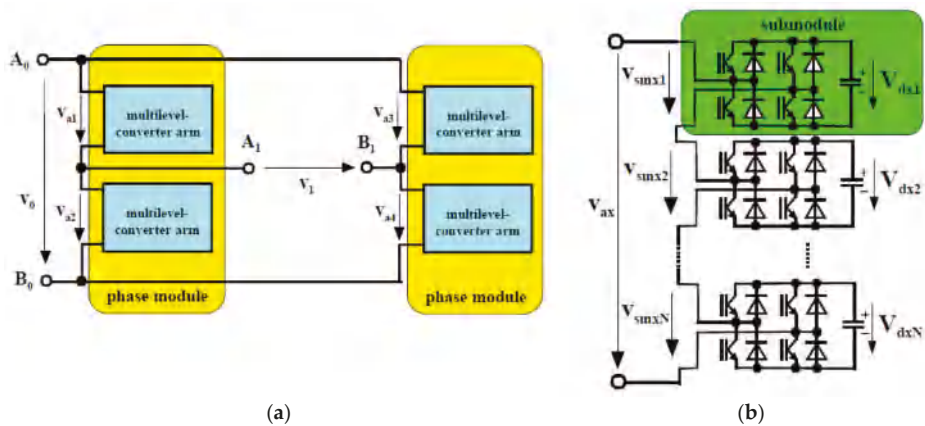 A₀
V₀
B₀
Vₐ₁
multilevel-
converter arm
Vₐ₂
multilevel-
converter arm
phase module
A₁
V₁
B₁
Vₐ₃
multilevel-
converter arm
Vₐ₄
multilevel-
converter arm
phase module
(a)
submodule
Vsmx1
Vdx1
Vsmx2
Vdx2
Vax
VsmxN
VdxN
+
−
+
−
+
−
(b)